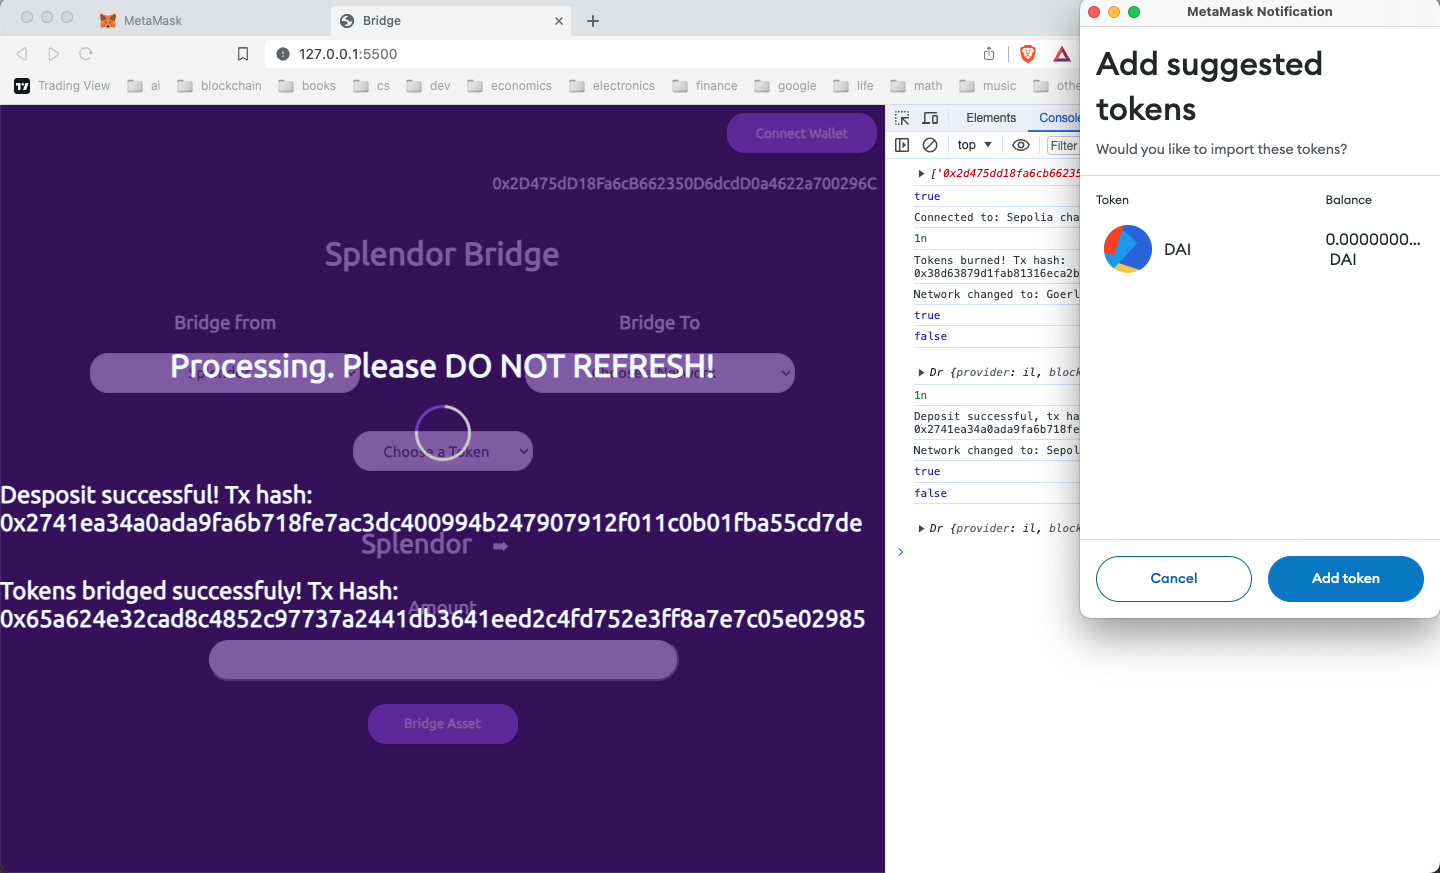 MetaMask
Bridge
127.0.0.1:5500
Trading View
ai
blockchain
books
cs
dev
economics
electronics
finance
google
life
math
music
Connect Wallet
0x2D475dD18Fa6cB662350D6dcdD0a4622a700296C
Splendor Bridge
Bridge from
Bridge To
Processing. Please DO NOT REFRESH!
Choose a Token
Desposit successful! Tx hash:
0x2741ea34a0ada9fa6b718fe7ac3dc400994b247907912f011c0b01fba55cd7de
Splendor ➡
Tokens bridged successfuly! Tx Hash:
Amount
0x65a624e32cad8c4852c97737a2441db3641eed2c4fd752e3ff8a7e7c05e02985
Bridge Asset
Elements
Console
top
Filter
['0x2d475dd18fa6cb66235
true
Connected to: Sepolia cha
1n
Tokens burned! Tx hash:
0x38d63879d1fab81316eca2b
Network changed to: Goerl
true
false
Dr {provider: il, block
1n
Deposit successful, tx ha
0x2741ea34a0ada9fa6b718fe
Network changed to: Sepol
true
false
Dr {provider: il, block
MetaMask Notification
Add suggested
tokens
Would you like to import these tokens?
Token
Balance
DAI
0.0000000...
DAI
Cancel
Add token